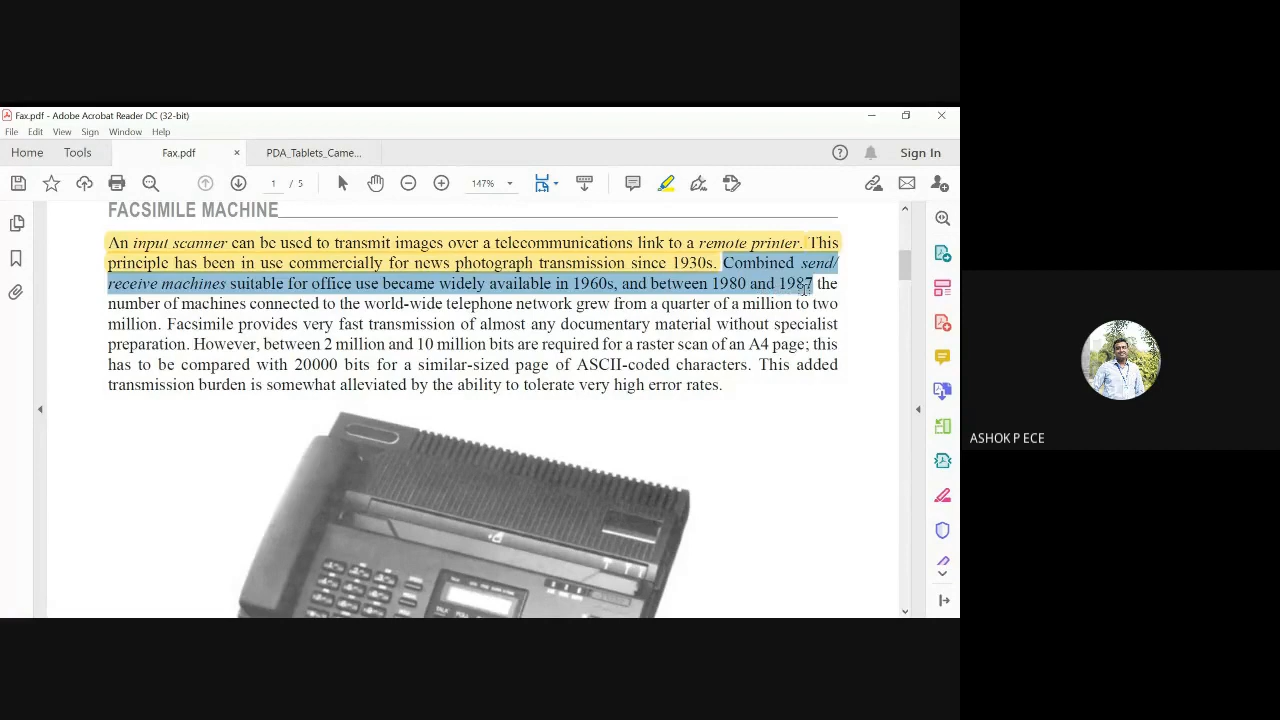 Fax.pdf - Adobe Acrobat Reader DC (32-bit)
File Edit View Sign Window Help
Home Tools Fax.pdf × PDA_Tablets_Came... ? Sign In
1 / 5 147%
FACSIMILE MACHINE
An input scanner can be used to transmit images over a telecommunications link to a remote printer. This
principle has been in use commercially for news photograph transmission since 1930s. Combined send/
receive machines suitable for office use became widely available in 1960s, and between 1980 and 1987 the
number of machines connected to the world-wide telephone network grew from a quarter of a million to two
million. Facsimile provides very fast transmission of almost any documentary material without specialist
preparation. However, between 2 million and 10 million bits are required for a raster scan of an A4 page; this
has to be compared with 20000 bits for a similar-sized page of ASCII-coded characters. This added
transmission burden is somewhat alleviated by the ability to tolerate very high error rates.
ASHOK P ECE